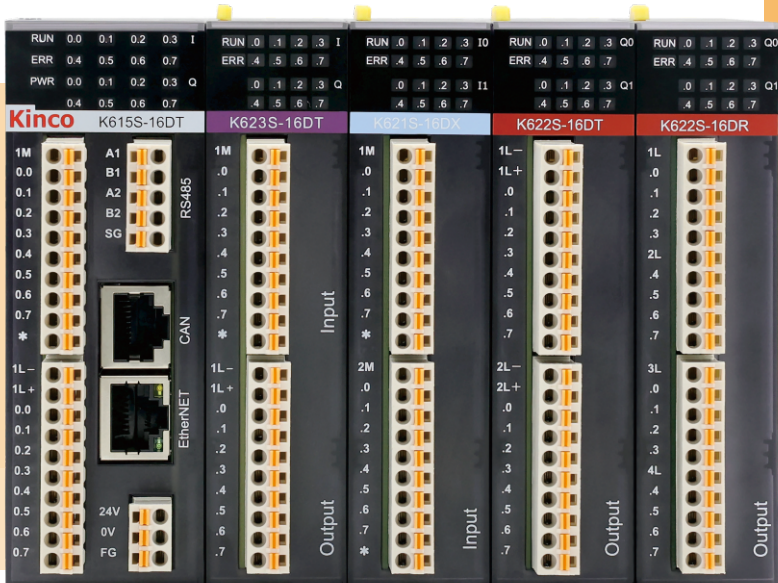 RUN 0.0 0.1 0.2 0.3 I
ERR 0.4 0.5 0.6 0.7
PWR 0.0 0.1 0.2 0.3 Q
0.4 0.5 0.6 0.7
Kinco K615S-16DT
1M
0.0
0.1
0.2
0.3
0.4
0.5
0.6
0.7
*
1L−
1L+
0.0
0.1
0.2
0.3
0.4
0.5
0.6
0.7
A1
B1
A2
B2
SG
RS485
CAN
EtherNET
24V
0V
FG
RUN .0 .1 .2 .3 I
ERR .4 .5 .6 .7
.0 .1 .2 .3 Q
.4 .5 .6 .7
K623S-16DT
1M
.0
.1
.2
.3
.4
.5
.6
.7
*
Input
1L−
1L+
.0
.1
.2
.3
.4
.5
.6
.7
Output
RUN .0 .1 .2 .3 I0
ERR .4 .5 .6 .7
.0 .1 .2 .3 I1
.4 .5 .6 .7
K621S-16DX
1M
.0
.1
.2
.3
.4
.5
.6
.7
*
2M
.0
.1
.2
.3
.4
.5
.6
.7
*
Input
RUN .0 .1 .2 .3 Q0
ERR .4 .5 .6 .7
.0 .1 .2 .3 Q1
.4 .5 .6 .7
K622S-16DT
1L−
1L+
.0
.1
.2
.3
.4
.5
.6
.7
2L−
2L+
.0
.1
.2
.3
.4
.5
.6
.7
Output
RUN .0 .1 .2 .3 Q0
ERR .4 .5 .6 .7
.0 .1 .2 .3 Q1
.4 .5 .6 .7
K622S-16DR
1L
.0
.1
.2
.3
2L
.4
.5
.6
.7
3L
.0
.1
.2
.3
4L
.4
.5
.6
.7
Output